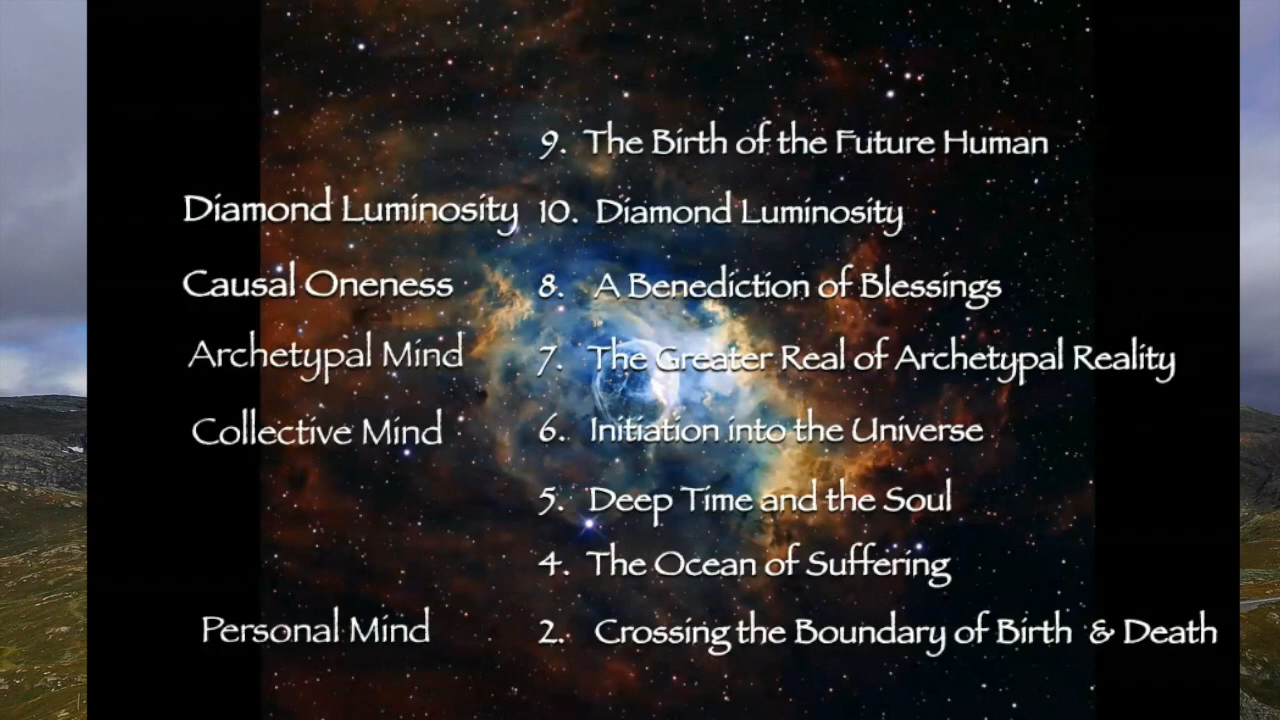 9. The Birth of the Future Human
Diamond Luminosity 10. Diamond Luminosity
Causal Oneness 8. A Benediction of Blessings
Archetypal Mind 7. The Greater Real of Archetypal Reality
Collective Mind 6. Initiation into the Universe
5. Deep Time and the Soul
4. The Ocean of Suffering
Personal Mind 2. Crossing the Boundary of Birth & Death